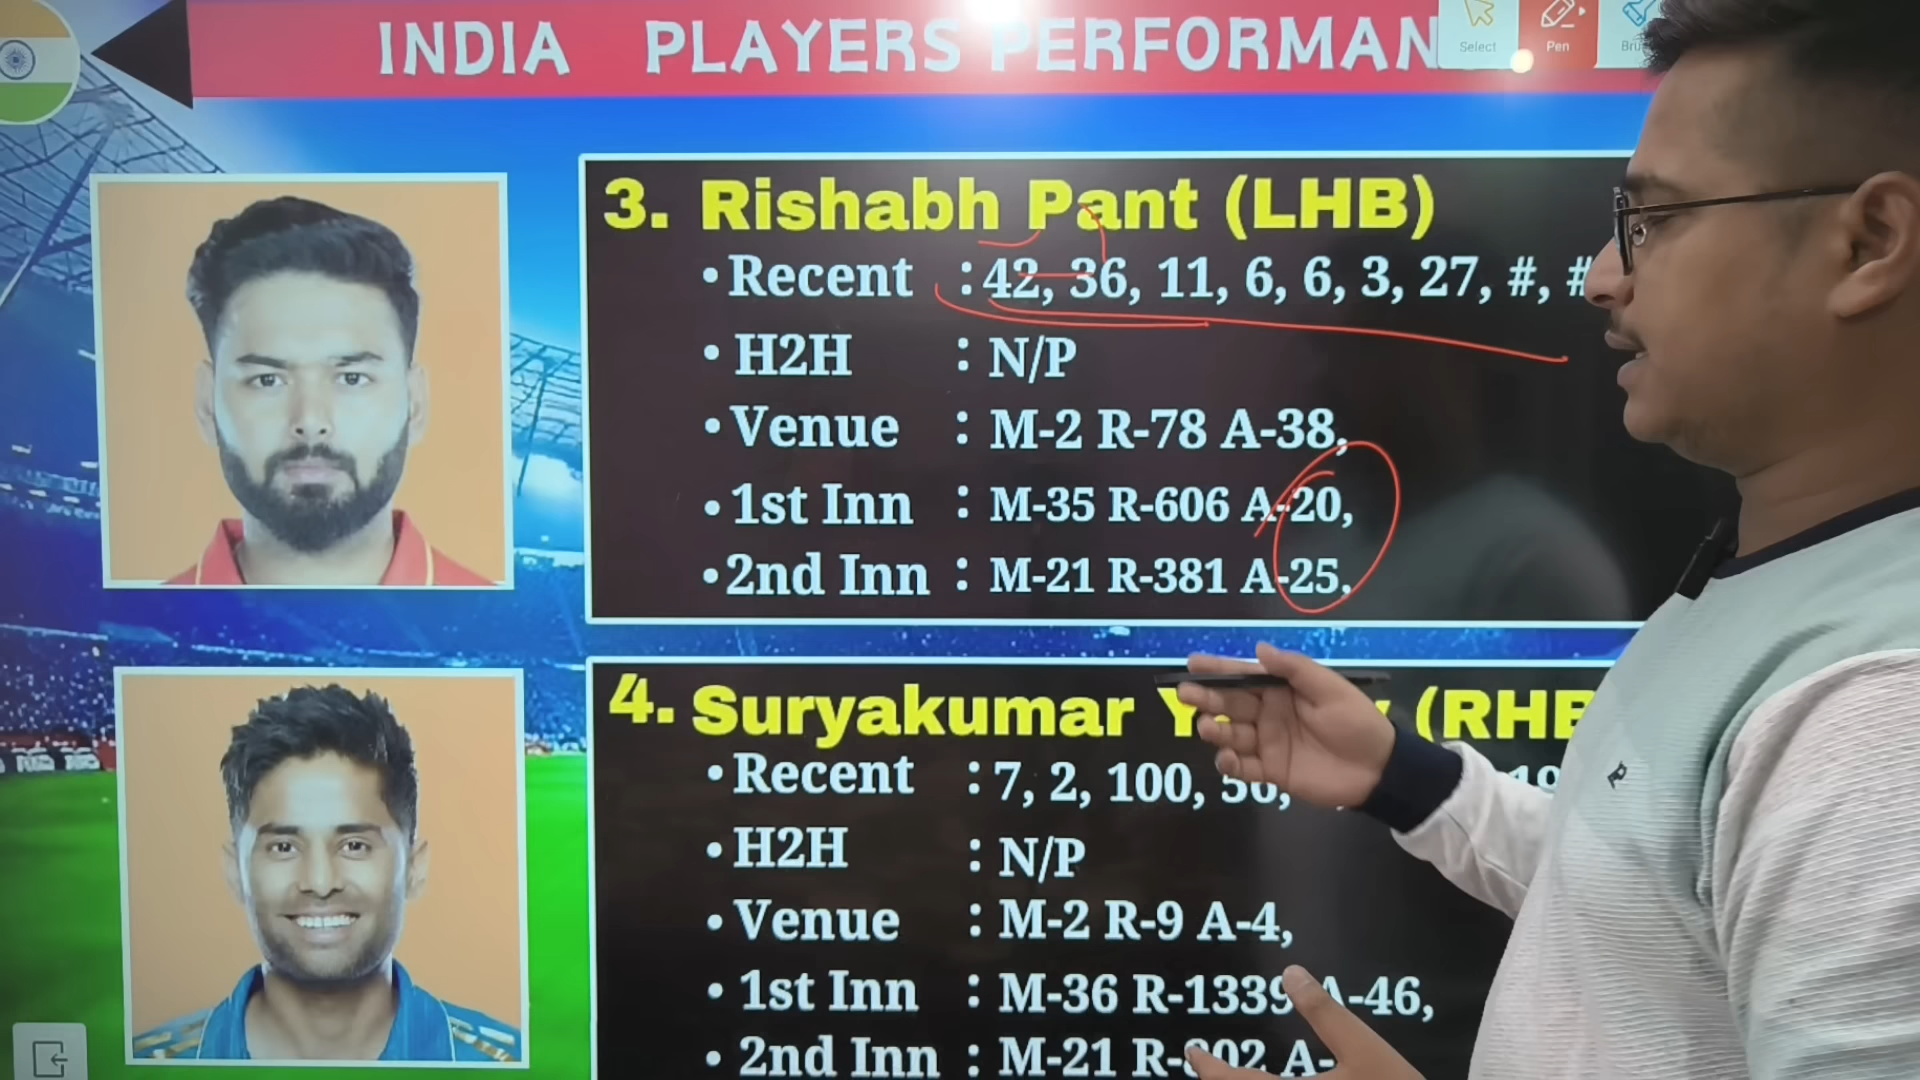 INDIA PLAYERS PERFORMAN
Select Pen Bru
3. Rishabh Pant (LHB)
• Recent : 42, 36, 11, 6, 6, 3, 27, #, #
• H2H : N/P
• Venue : M-2 R-78 A-38,
• 1st Inn : M-35 R-606 A-20,
• 2nd Inn : M-21 R-381 A-25,
4. Suryakumar (RHB
• Recent : 7, 2, 100,
• H2H : N/P
• Venue : M-2 R-9 A-4,
• 1st Inn : M-36 R-1339 A-46,
• 2nd Inn : M-21 A-